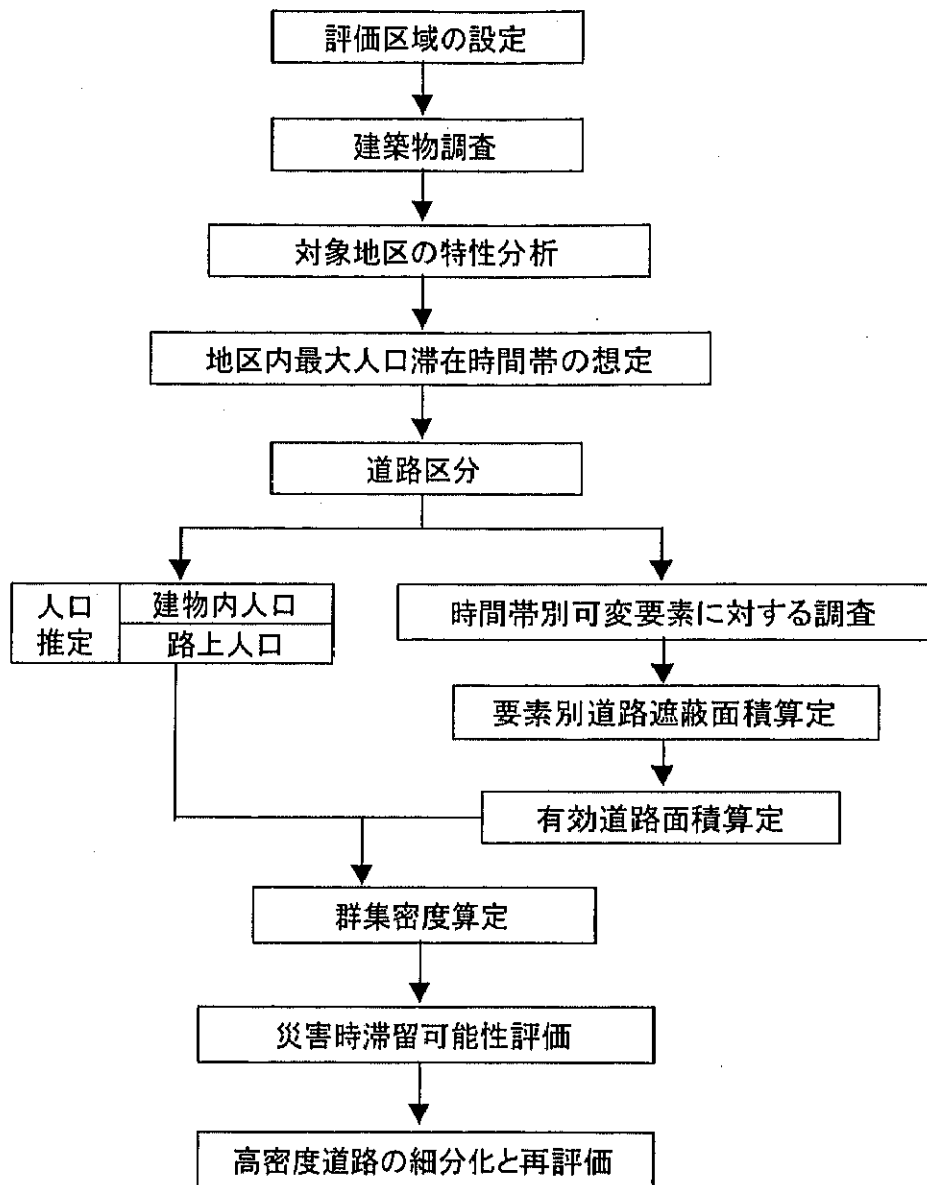 評価区域の設定
建築物調査
対象地区の特性分析
地区内最大人口滞在時間帯の想定
道路区分
人口
推定
建物内人口
路上人口
時間帯別可変要素に対する調査
要素別道路遮蔽面積算定
有効道路面積算定
群集密度算定
災害時滞留可能性評価
高密度道路の細分化と再評価